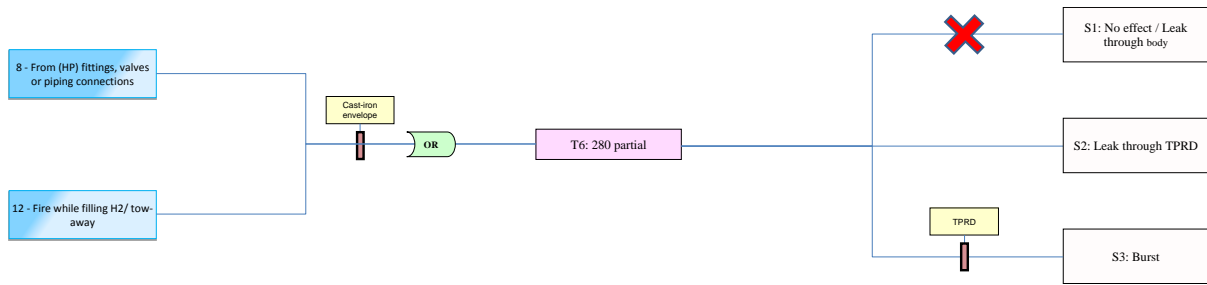 8 - From (HP) fittings, valves
or piping connections
12 - Fire while filling H2/ tow-
away
Cast-iron
envelope
OR
T6: 280 partial
S1: No effect / Leak
through body
S2: Leak through TPRD
TPRD
S3: Burst